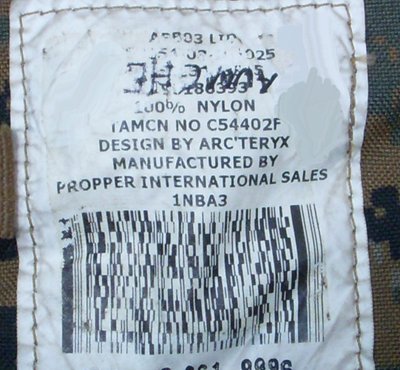 100% NYLON
TAMCN NO C54402F
DESIGN BY ARC'TERYX
MANUFACTURED BY
PROPPER INTERNATIONAL SALES
1NBA3